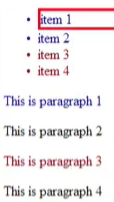 item 1
item 2
item 3
item 4
This is paragraph 1
This is paragraph 2
This is paragraph 3
This is paragraph 4